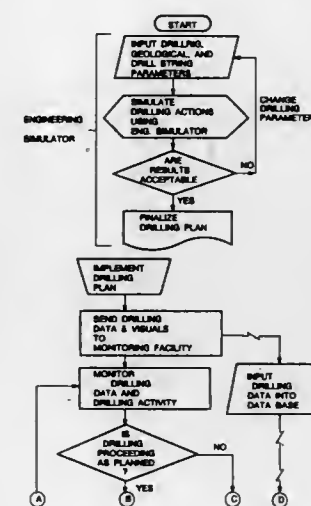 START
INPUT DRILLRIG,
GEOLOGICAL, AND
DRILL STRING
PARAMETERS
ENGINEERING
SIMULATOR
SIMULATE
DRILLING ACTIONS
USING
ENG. SIMULATOR
CHANGE
DRILLING
PARAMETER
ARE
RESULTS
ACCEPTABLE
NO
YES
FINALIZE
DRILLING PLAN
IMPLEMENT
DRILLING
PLAN
SEND DRILLING
DATA & VISUALS
TO
MONITORING FACILITY
MONITOR
DRILLING
DATA AND
DRILLING ACTIVITY
INPUT
DRILLING
DATA INTO
DATA BASE
IS
DRILLING
PROCEEDING
AS PLANNED
?
NO
YES
A
B
C
D